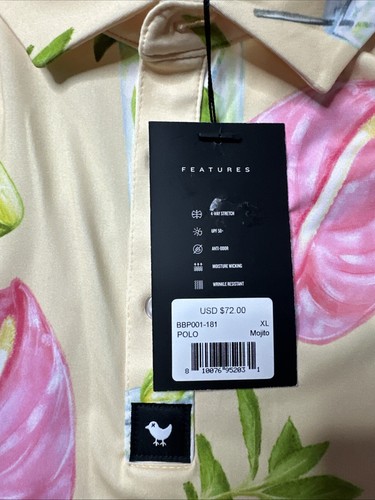 FEATURES
4 WAY STRETCH
UPF 50+
ANTI-ODOR
MOISTURE WICKING
WRINKLE RESISTANT
USD $72.00
BBP001-181 XL
POLO Mojito
8 10076 95203 1